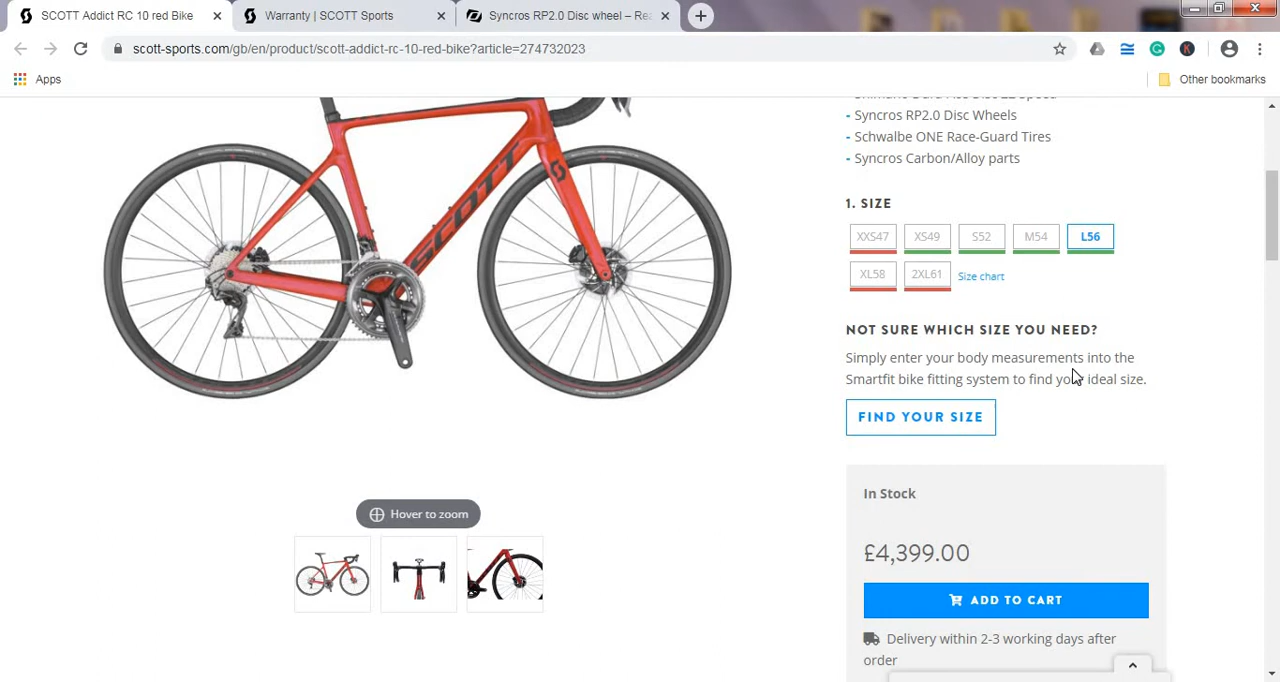 SCOTT Addict RC 10 red Bike
Warranty | SCOTT Sports
Syncros RP2.0 Disc wheel – Rea
scott-sports.com/gb/en/product/scott-addict-rc-10-red-bike?article=274732023
Apps
Other bookmarks
- Syncros RP2.0 Disc Wheels
- Schwalbe ONE Race-Guard Tires
- Syncros Carbon/Alloy parts
SCOTT
1. SIZE
XXS47 XS49 S52 M54 L56
XL58 2XL61 Size chart
NOT SURE WHICH SIZE YOU NEED?
Simply enter your body measurements into the
Smartfit bike fitting system to find your ideal size.
FIND YOUR SIZE
In Stock
Hover to zoom
£4,399.00
ADD TO CART
Delivery within 2-3 working days after
order